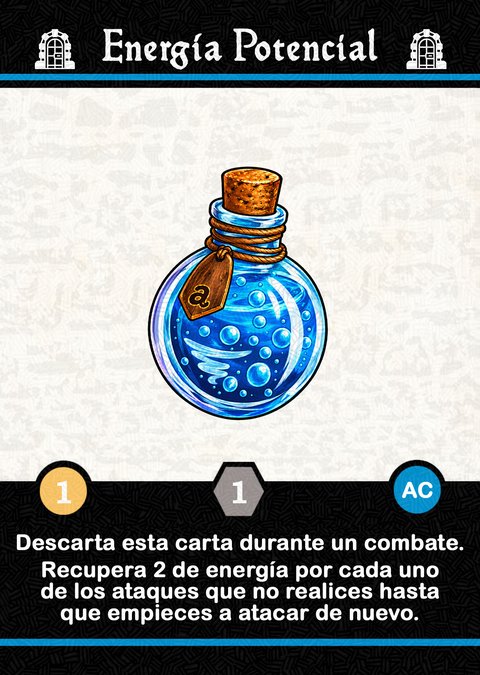 Energía Potencial
a
1
1
AC
Descarta esta carta durante un combate.
Recupera 2 de energía por cada uno
de los ataques que no realices hasta
que empieces a atacar de nuevo.